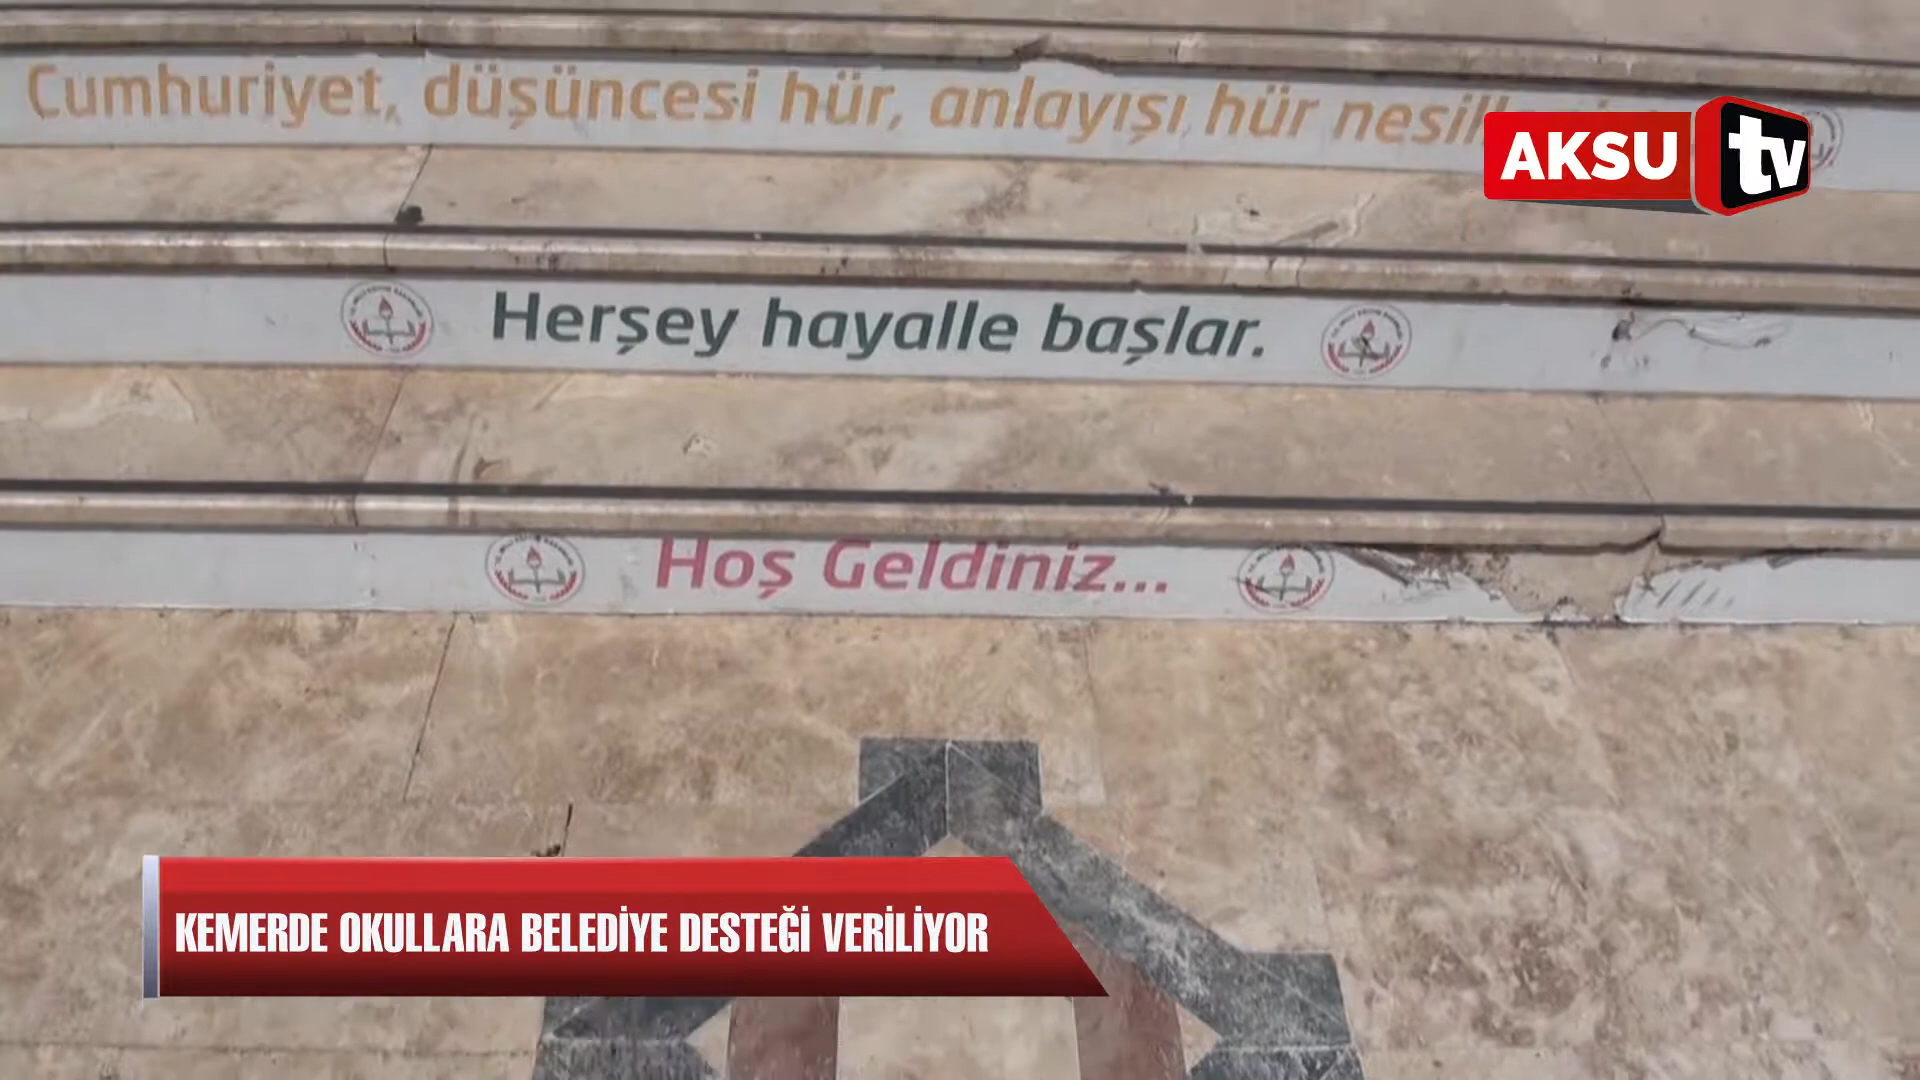 Cumhuriyet, düşüncesi hür, anlayışı hür
AKSU tv
Herşey hayalle başlar.
Hoş Geldiniz...
KEMERDE OKULLARA BELEDİYE DESTEĞİ VERİLİYOR